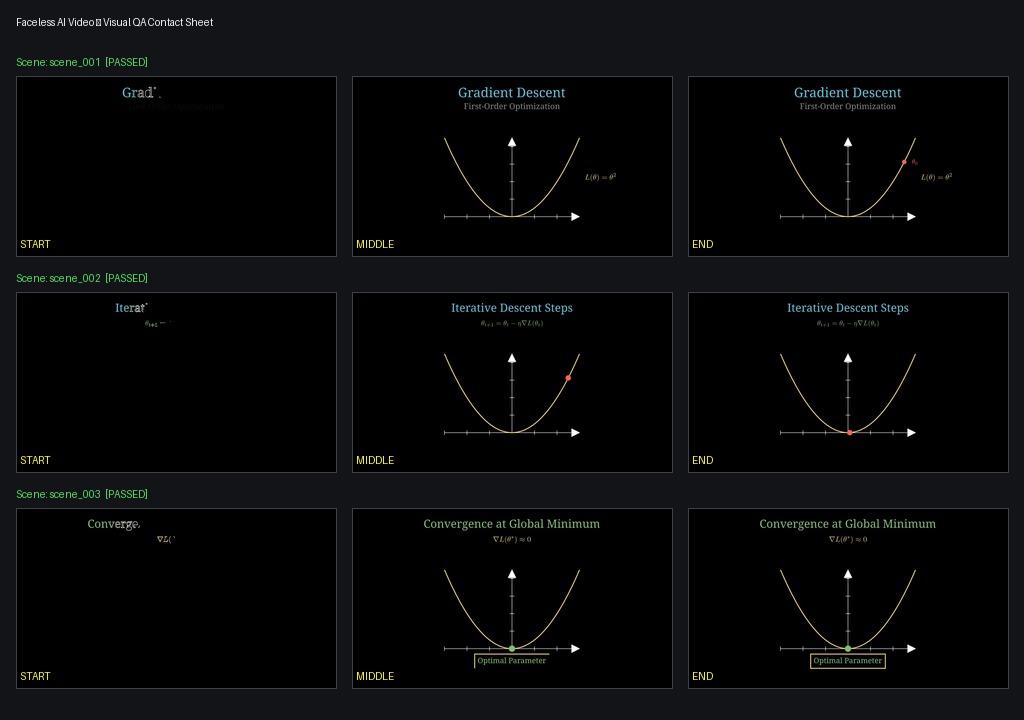 Faceless AI Video ▯ Visual QA Contact Sheet
Scene: scene_001 [PASSED]
Grad
START
Gradient Descent
First-Order Optimization
L(θ) = θ²
MIDDLE
Gradient Descent
First-Order Optimization
θ₀
L(θ) = θ²
END
Scene: scene_002 [PASSED]
Iterat
START
Iterative Descent Steps
θₜ₊₁ = θₜ − η∇L(θₜ)
MIDDLE
Iterative Descent Steps
θₜ₊₁ = θₜ − η∇L(θₜ)
END
Scene: scene_003 [PASSED]
Converge
∇L(
START
Convergence at Global Minimum
∇L(θ*) ≈ 0
Optimal Parameter
MIDDLE
Convergence at Global Minimum
∇L(θ*) ≈ 0
Optimal Parameter
END